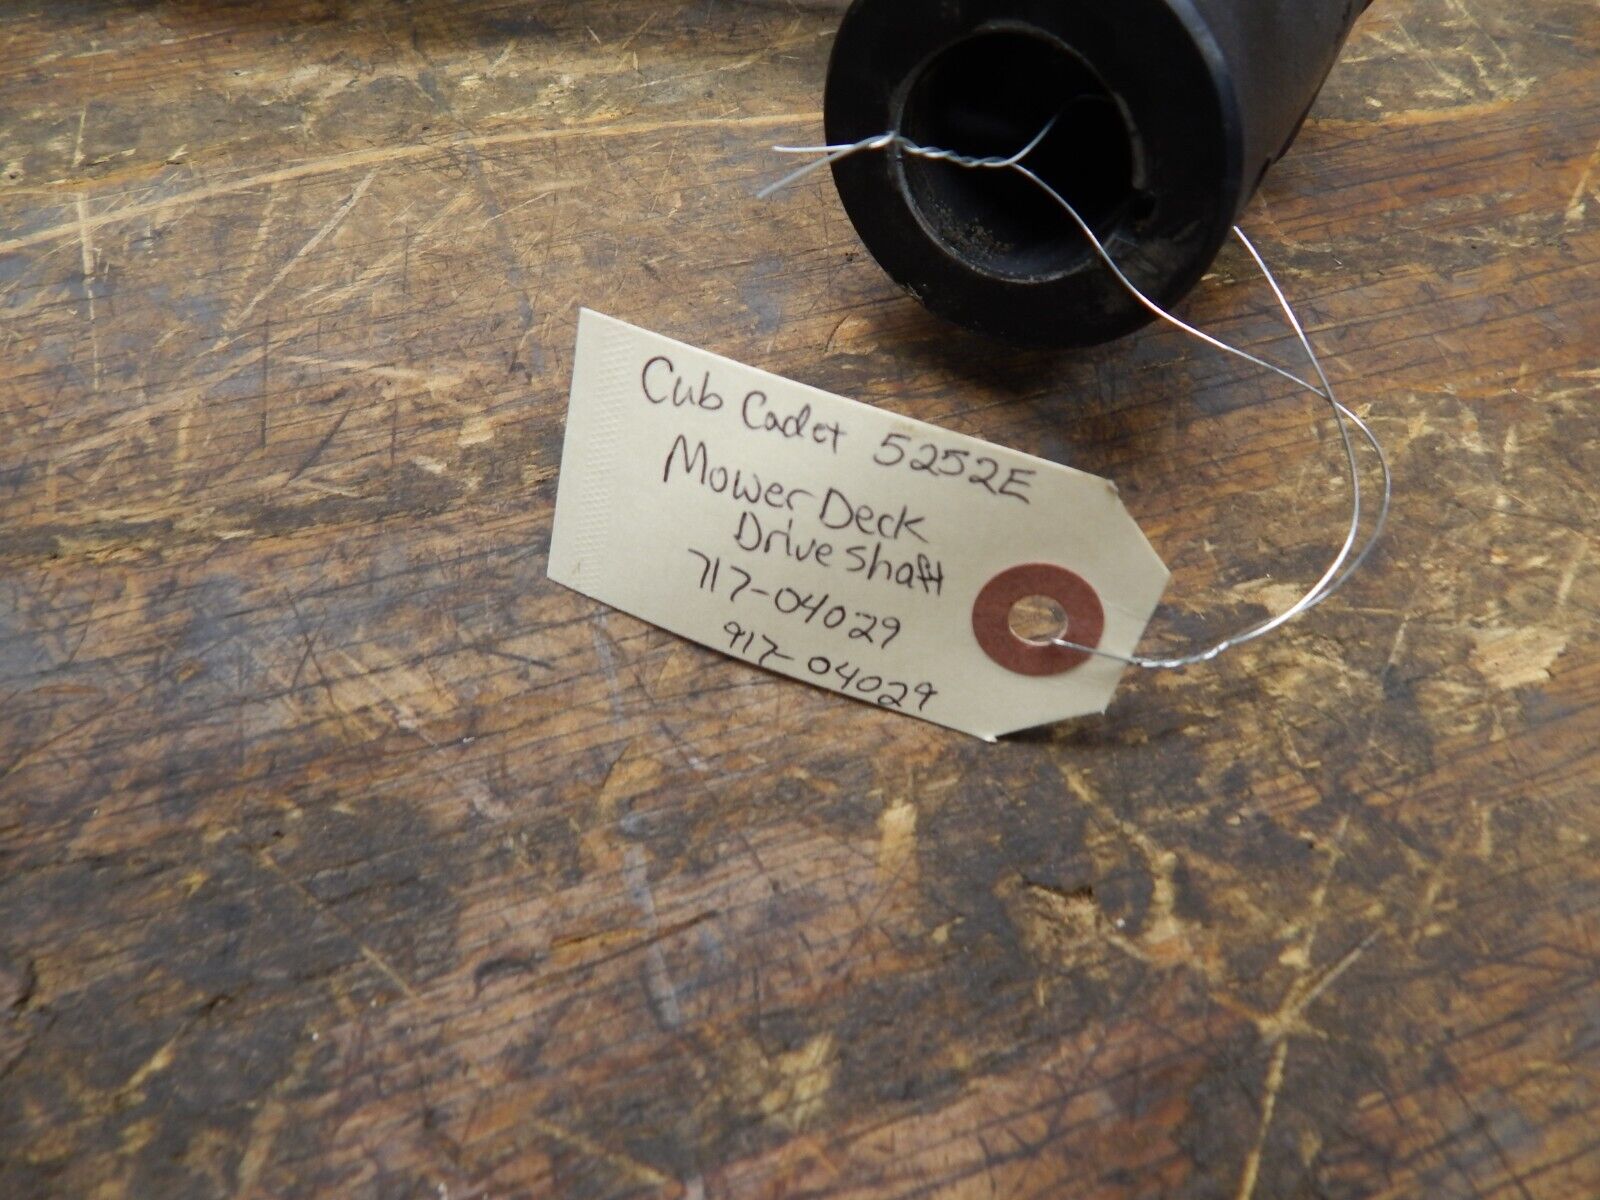 Cub Cadet 5252E
Mower Deck
Drive Shaft
717-04029
917-04029